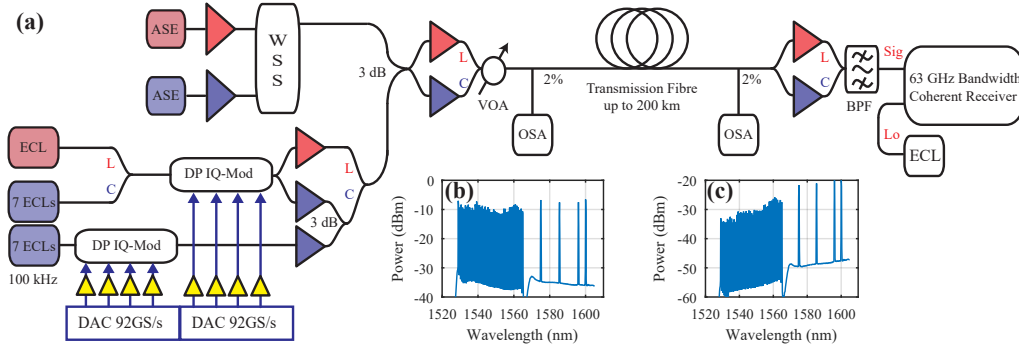 (a)
ASE
ASE
W
S
S
3 dB
L
C
VOA
2%
OSA
Transmission Fibre
up to 200 km
2%
OSA
L
C
BPF
Sig
63 GHz Bandwidth
Coherent Receiver
Lo
ECL
ECL
7 ECLs
7 ECLs
100 kHz
L
C
DP IQ-Mod
DP IQ-Mod
3 dB
L
C
DAC 92GS/s
DAC 92GS/s
(b)
Power (dBm)
0
-10
-20
-30
-40
1520 1540 1560 1580 1600
Wavelength (nm)
(c)
Power (dBm)
-20
-30
-40
-50
-60
1520 1540 1560 1580 1600
Wavelength (nm)